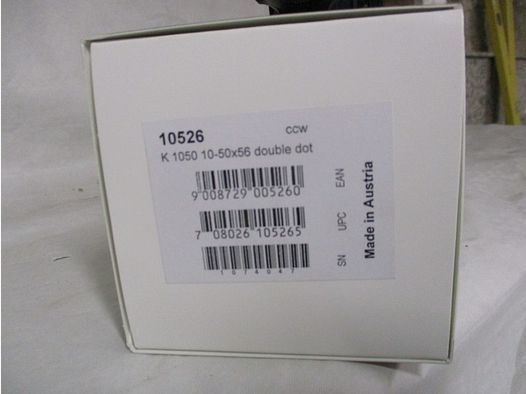 10526 CCW
K 1050 10-50x56 double dot
9 008729 005260 EAN
7 08026 105265 UPC
1074047 SN
Made in Austria